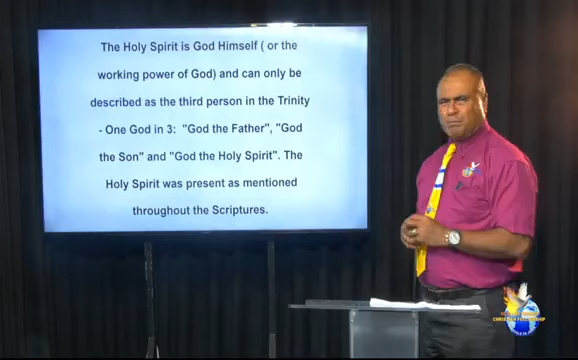 The Holy Spirit is God Himself ( or the
working power of God) and can only be
described as the third person in the Trinity
- One God in 3:  "God the Father", "God
the Son" and "God the Holy Spirit". The
Holy Spirit was present as mentioned
throughout the Scriptures.
CHRISTIAN FELLOWSHIP